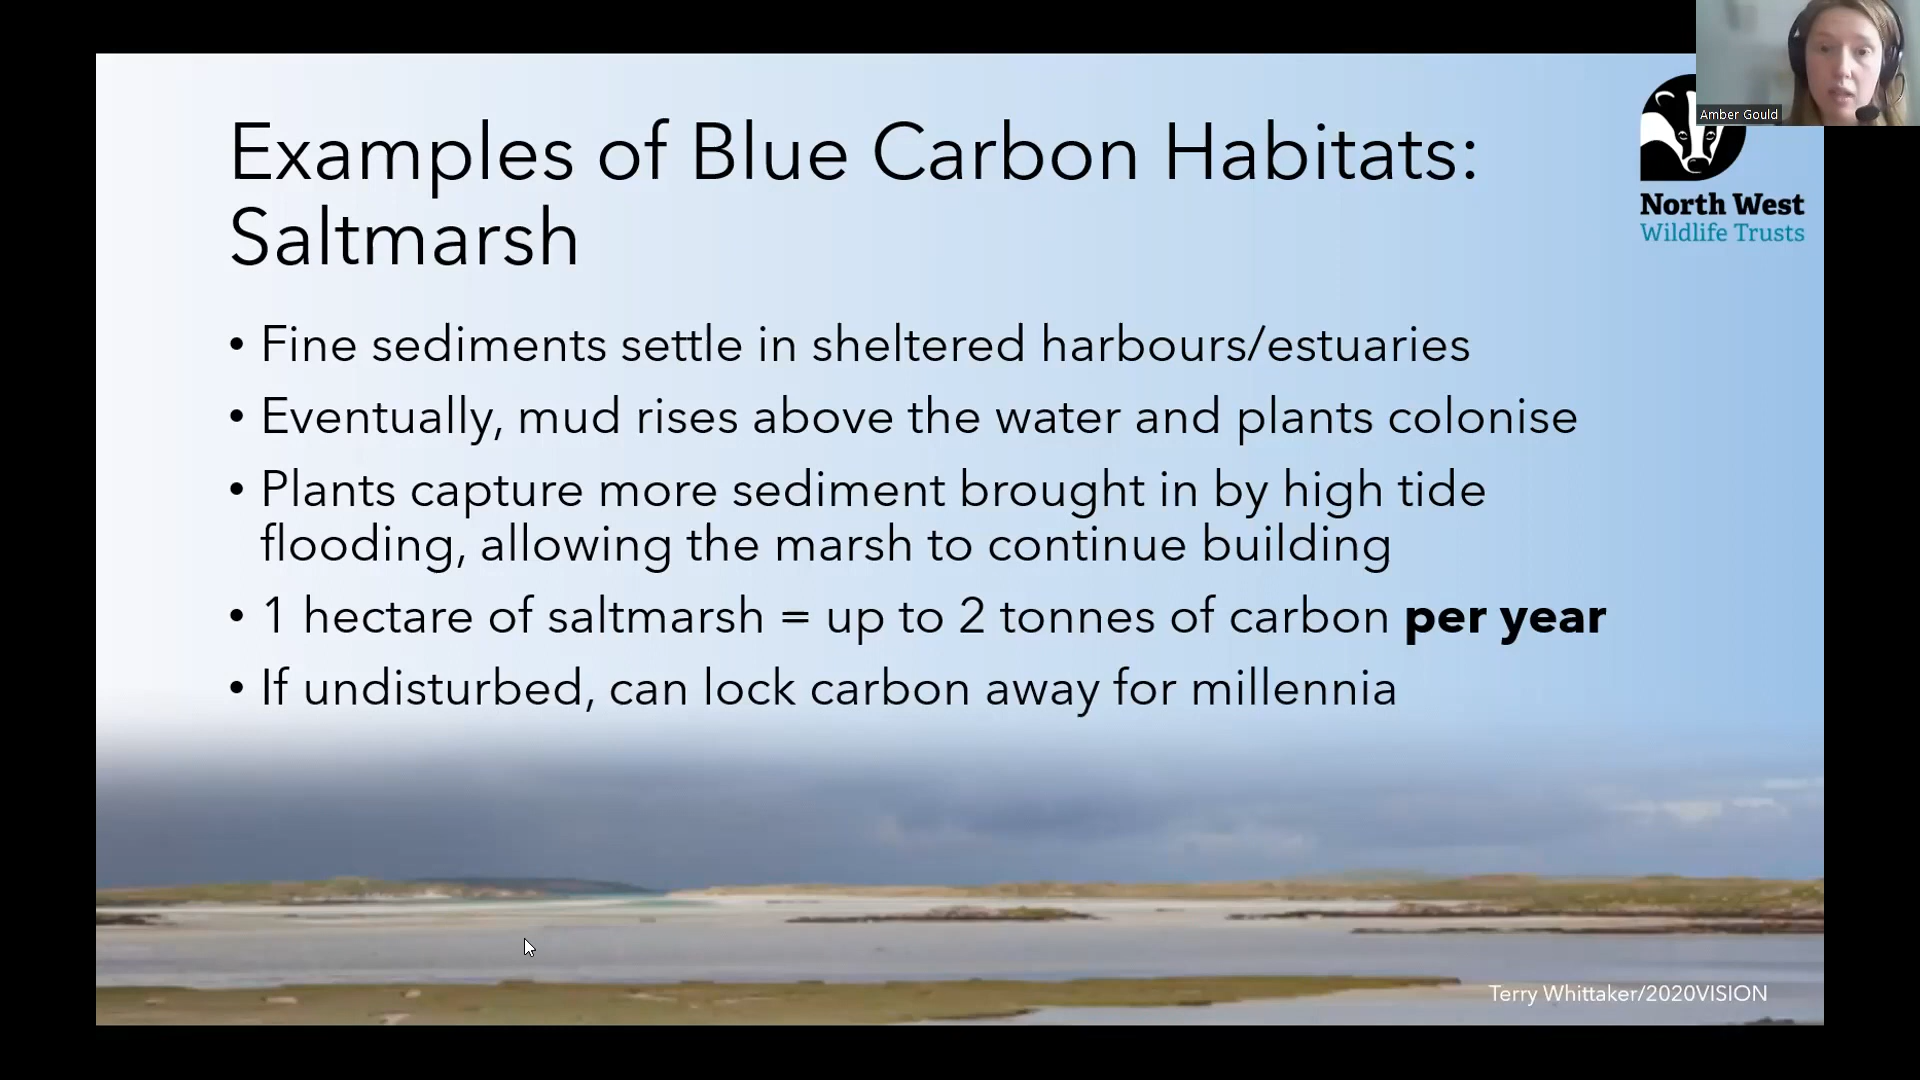 Amber Gould
Examples of Blue Carbon Habitats:
Saltmarsh
North West
Wildlife Trusts
• Fine sediments settle in sheltered harbours/estuaries
• Eventually, mud rises above the water and plants colonise
• Plants capture more sediment brought in by high tide
flooding, allowing the marsh to continue building
• 1 hectare of saltmarsh = up to 2 tonnes of carbon per year
• If undisturbed, can lock carbon away for millennia
Terry Whittaker/2020VISION